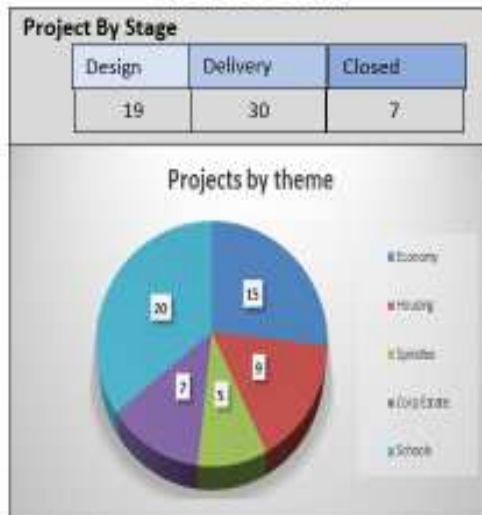 Project By Stage
Design Delivery Closed
19 30 7
Projects by theme
15
20
9
7
5
Economy
Housing
Corp Estate
Schools